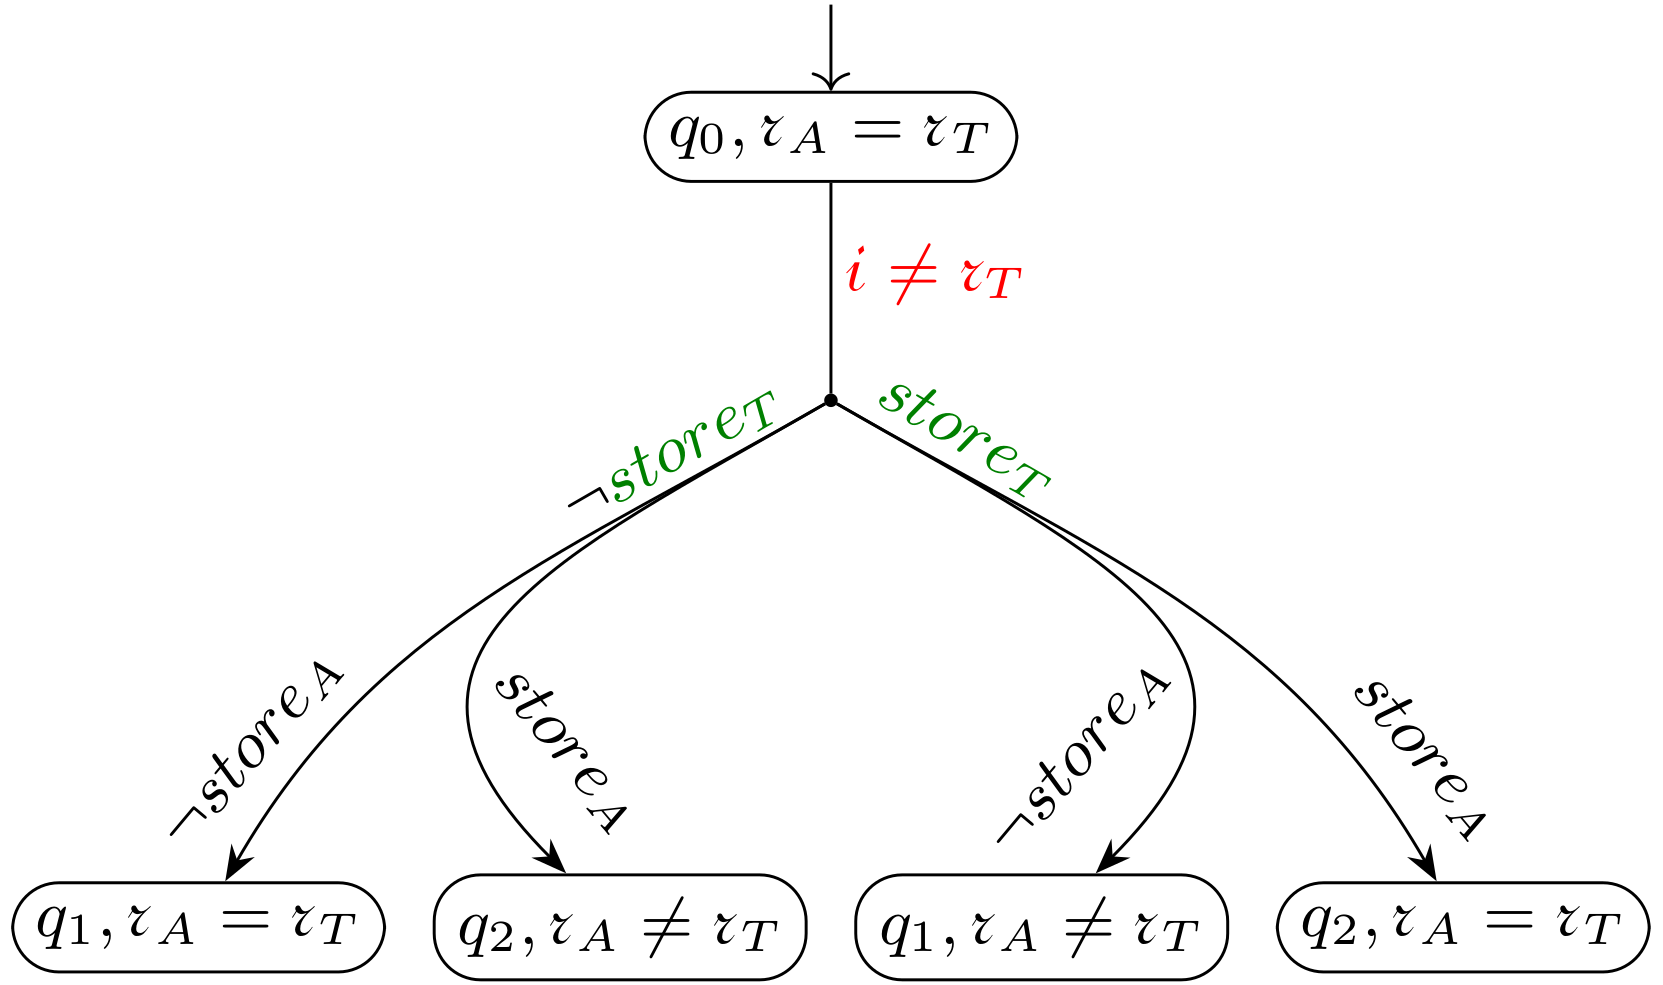 q₀, 𝓇_A = 𝓇_T
i ≠ 𝓇_T
¬store_T
store_T
¬store_A
store_A
¬store_A
store_A
q₁, 𝓇_A = 𝓇_T
q₂, 𝓇_A ≠ 𝓇_T
q₁, 𝓇_A ≠ 𝓇_T
q₂, 𝓇_A = 𝓇_T